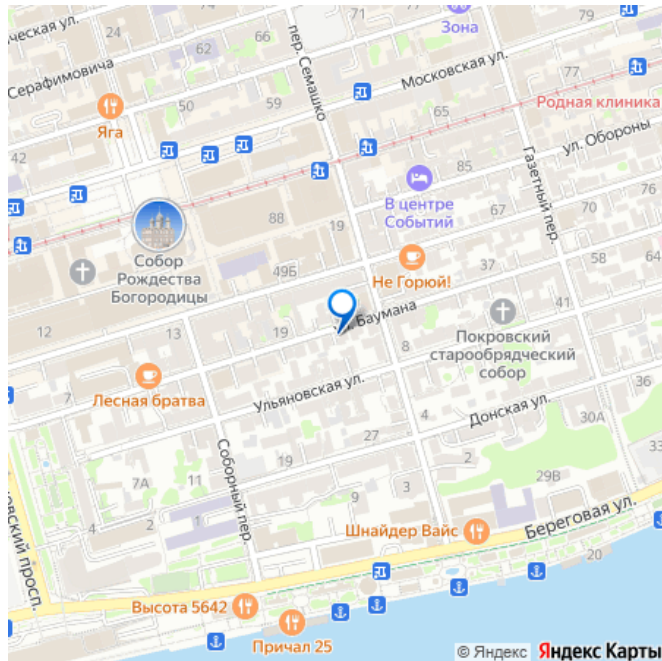 ческая ул.
64
62
66
Зона
79
Серафимовича
пер. Семашко
Московская ул.
50
59
65
77
Яга
Родная клиника
42
ул. Обороны
85
Газетный пер.
В центре
Событий
88
19
67
70
76
Собор
Рождества
Богородицы
49Б
Не Горюй!
37
58
64
12
13
19
Баумана
41
Покровский
старообрядческий
собор
7
8
36
Лесная братва
Ульяновская ул.
4
Донская ул.
30А
Соборный пер.
27
19
7А
33
29В
9
3
4
2
Шнайдер Вайс
Береговая ул.
овский просп.
20
Высота 5642
Причал 25
© Яндекс Яндекс Карты